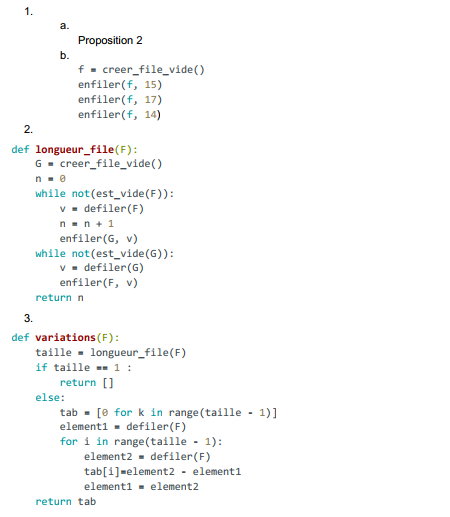 1.
a.
Proposition 2
b.
f = creer_file_vide()
enfiler(f, 15)
enfiler(f, 17)
enfiler(f, 14)
2.
def longueur_file(F):
    G = creer_file_vide()
    n = 0
    while not(est_vide(F)):
        v = defiler(F)
        n = n + 1
        enfiler(G, v)
    while not(est_vide(G)):
        v = defiler(G)
        enfiler(F, v)
    return n
3.
def variations(F):
    taille = longueur_file(F)
    if taille == 1 :
        return []
    else:
        tab = [0 for k in range(taille - 1)]
        element1 = defiler(F)
        for i in range(taille - 1):
            element2 = defiler(F)
            tab[i]=element2 - element1
            element1 = element2
    return tab